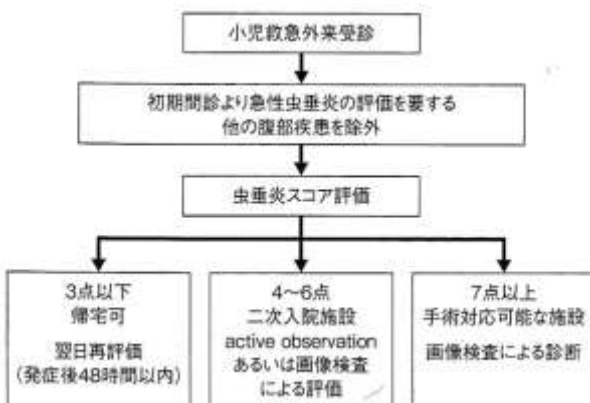 小児救急外来受診
初期問診より急性虫垂炎の評価を要する
他の腹部疾患を除外
虫垂炎スコア評価
3点以下
帰宅可
翌日再評価
(発症後48時間以内)
4〜6点
二次入院施設
active observation
あるいは画像検査
による評価
7点以上
手術対応可能な施設
画像検査による診断